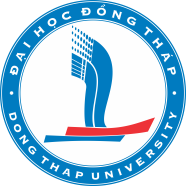 ĐẠI HỌC ĐỒNG THÁP
DONG THAP UNIVERSITY